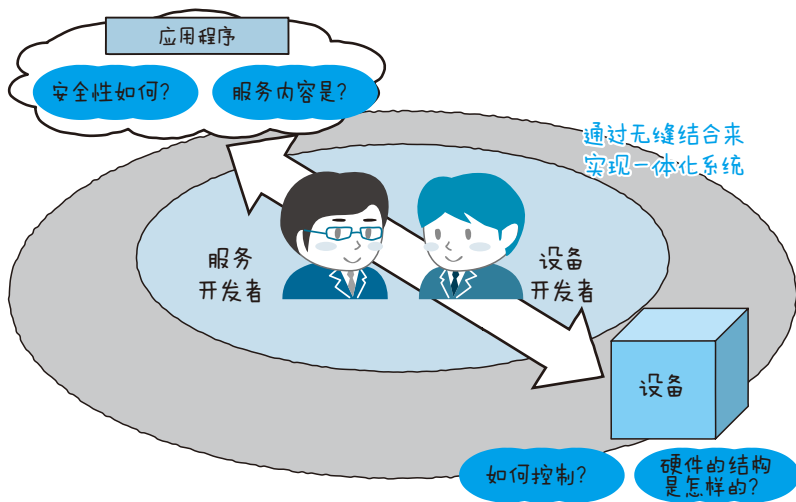 应用程序
安全性如何?
服务内容是?
通过无缝结合来
实现一体化系统
服务
开发者
设备
开发者
设备
如何控制?
硬件的结构
是怎样的?